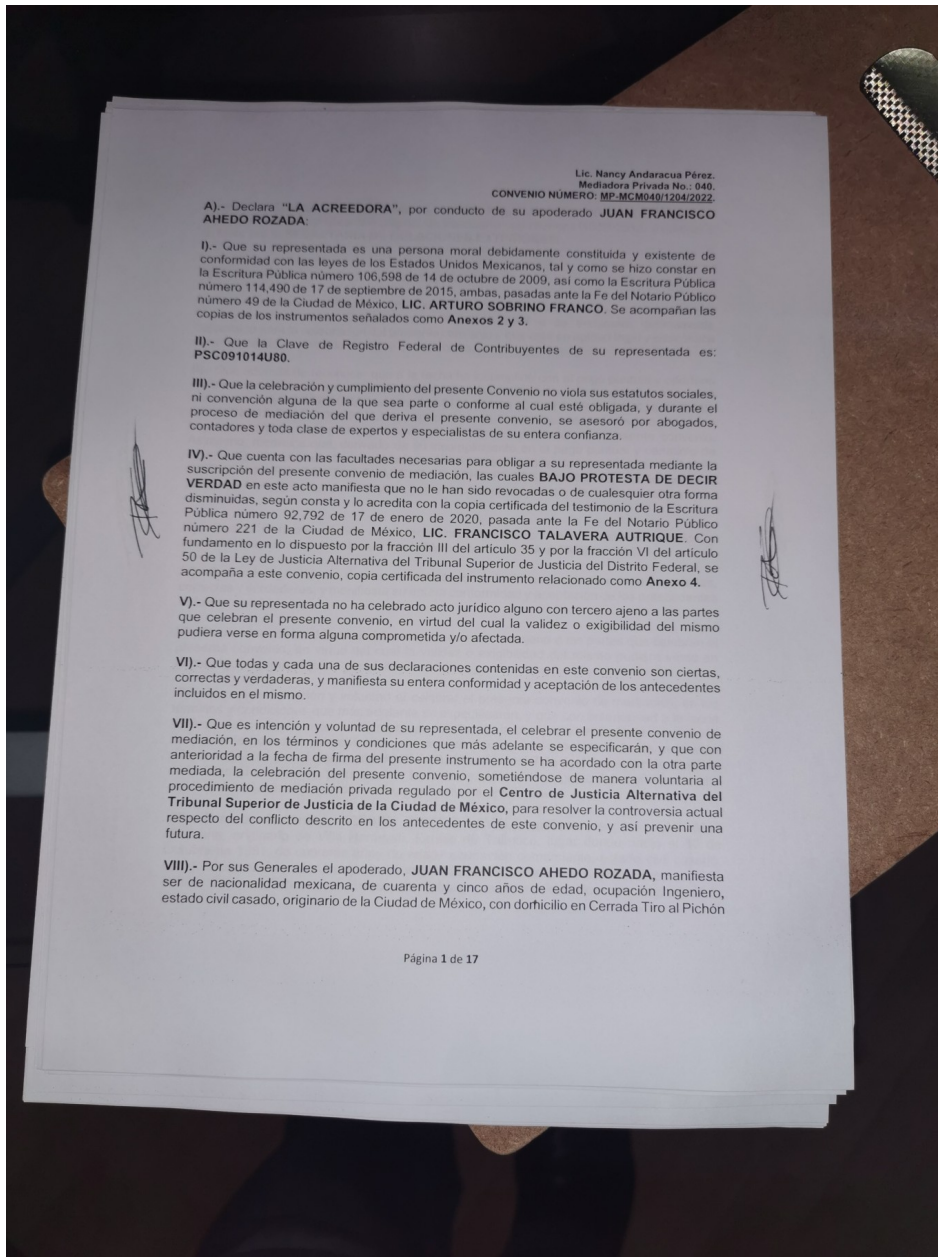 Lic. Nancy Andaracua Pérez.
Mediadora Privada No.: 040.
CONVENIO NÚMERO: MP-MCM040/1204/2022.
A).- Declara “LA ACREEDORA”, por conducto de su apoderado JUAN FRANCISCO
AHEDO ROZADA:
I).- Que su representada es una persona moral debidamente constituida y existente de
conformidad con las leyes de los Estados Unidos Mexicanos, tal y como se hizo constar en
la Escritura Pública número 106,598 de 14 de octubre de 2009, así como la Escritura Pública
número 114,490 de 17 de septiembre de 2015, ambas, pasadas ante la Fe del Notario Público
número 49 de la Ciudad de México, LIC. ARTURO SOBRINO FRANCO. Se acompañan las
copias de los instrumentos señalados como Anexos 2 y 3.
II).- Que la Clave de Registro Federal de Contribuyentes de su representada es:
PSC091014U80.
III).- Que la celebración y cumplimiento del presente Convenio no viola sus estatutos sociales,
ni convención alguna de la que sea parte o conforme al cual esté obligada, y durante el
proceso de mediación del que deriva el presente convenio, se asesoró por abogados,
contadores y toda clase de expertos y especialistas de su entera confianza.
IV).- Que cuenta con las facultades necesarias para obligar a su representada mediante la
suscripción del presente convenio de mediación, las cuales BAJO PROTESTA DE DECIR
VERDAD en este acto manifiesta que no le han sido revocadas o de cualesquier otra forma
disminuidas, según consta y lo acredita con la copia certificada del testimonio de la Escritura
Pública número 92,792 de 17 de enero de 2020, pasada ante la Fe del Notario Público
número 221 de la Ciudad de México, LIC. FRANCISCO TALAVERA AUTRIQUE. Con
fundamento en lo dispuesto por la fracción III del artículo 35 y por la fracción VI del artículo
50 de la Ley de Justicia Alternativa del Tribunal Superior de Justicia del Distrito Federal, se
acompaña a este convenio, copia certificada del instrumento relacionado como Anexo 4.
V).- Que su representada no ha celebrado acto jurídico alguno con tercero ajeno a las partes
que celebran el presente convenio, en virtud del cual la validez o exigibilidad del mismo
pudiera verse en forma alguna comprometida y/o afectada.
VI).- Que todas y cada una de sus declaraciones contenidas en este convenio son ciertas,
correctas y verdaderas, y manifiesta su entera conformidad y aceptación de los antecedentes
incluidos en el mismo.
VII).- Que es intención y voluntad de su representada, el celebrar el presente convenio de
mediación, en los términos y condiciones que más adelante se especificarán, y que con
anterioridad a la fecha de firma del presente instrumento se ha acordado con la otra parte
mediada, la celebración del presente convenio, sometiéndose de manera voluntaria al
procedimiento de mediación privada regulado por el Centro de Justicia Alternativa del
Tribunal Superior de Justicia de la Ciudad de México, para resolver la controversia actual
respecto del conflicto descrito en los antecedentes de este convenio, y así prevenir una
futura.
VIII).- Por sus Generales el apoderado, JUAN FRANCISCO AHEDO ROZADA, manifiesta
ser de nacionalidad mexicana, de cuarenta y cinco años de edad, ocupación Ingeniero,
estado civil casado, originario de la Ciudad de México, con domicilio en Cerrada Tiro al Pichón
Página 1 de 17